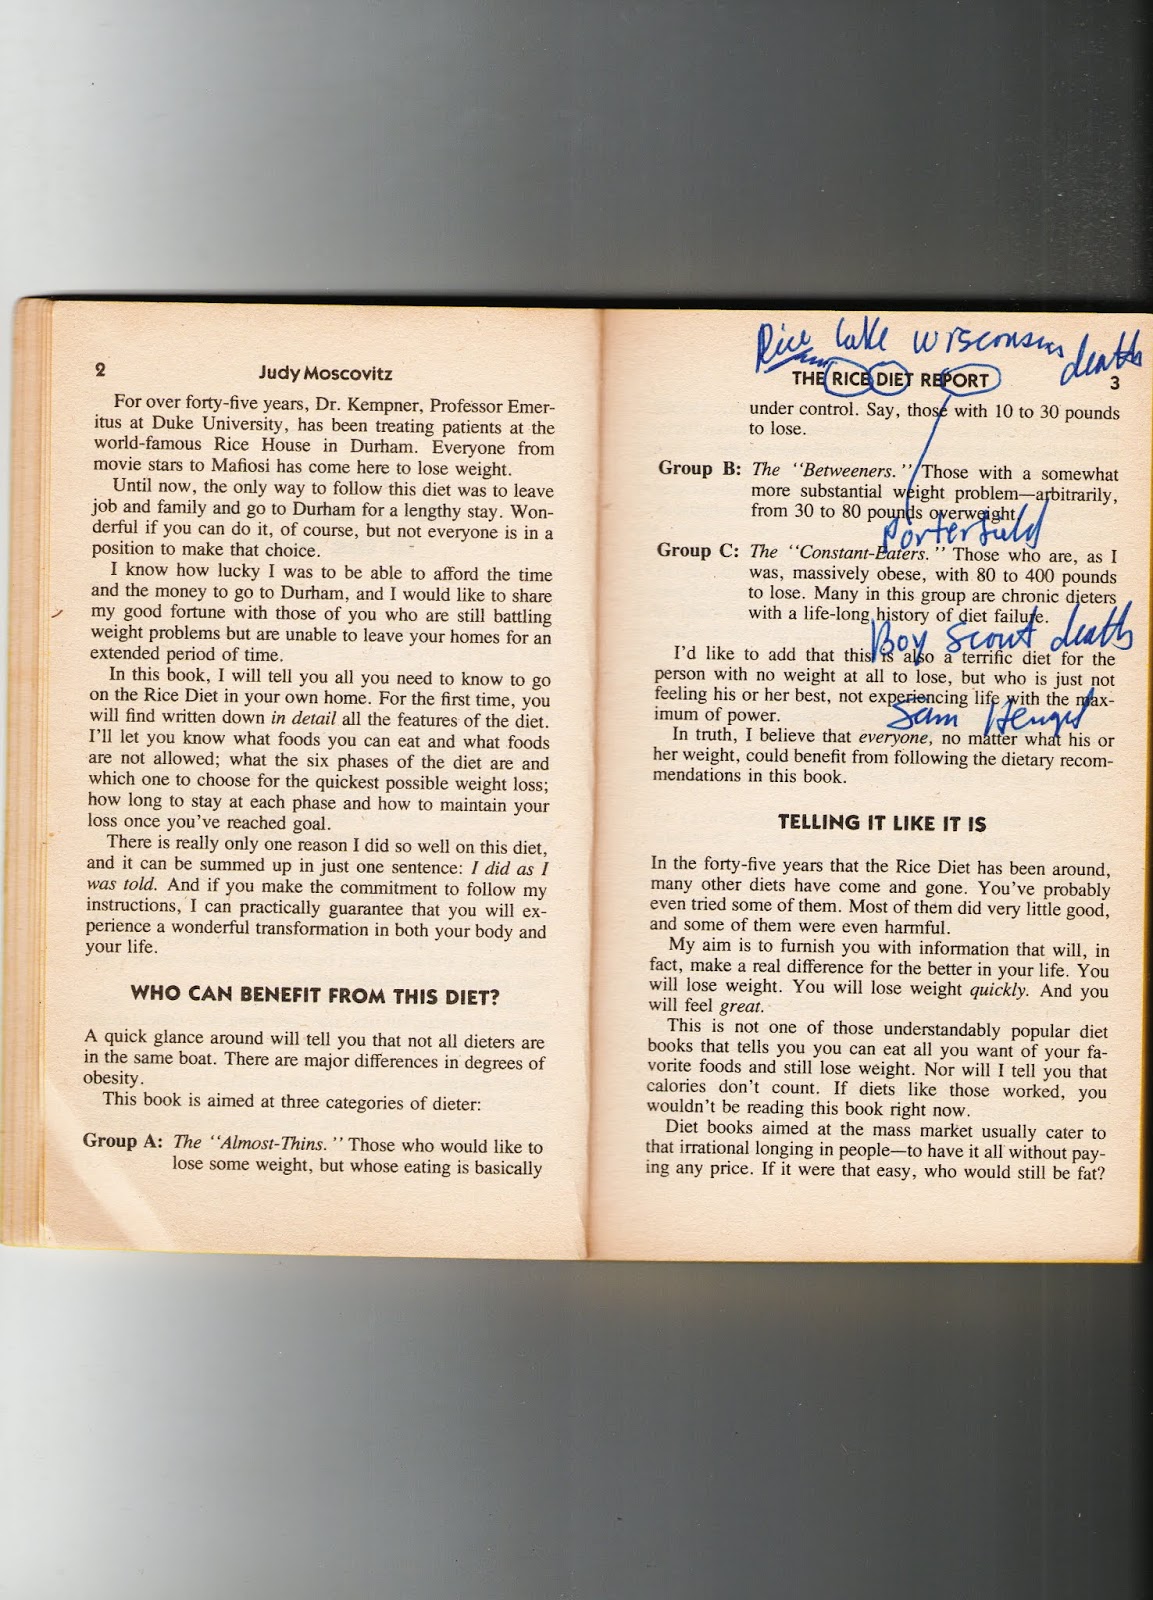 2 Judy Moscovitz
For over forty-five years, Dr. Kempner, Professor Emer-
itus at Duke University, has been treating patients at the
world-famous Rice House in Durham. Everyone from
movie stars to Mafiosi has come here to lose weight.
Until now, the only way to follow this diet was to leave
job and family and go to Durham for a lengthy stay. Won-
derful if you can do it, of course, but not everyone is in a
position to make that choice.
I know how lucky I was to be able to afford the time
and the money to go to Durham, and I would like to share
my good fortune with those of you who are still battling
weight problems but are unable to leave your homes for an
extended period of time.
In this book, I will tell you all you need to know to go
on the Rice Diet in your own home. For the first time, you
will find written down in detail all the features of the diet.
I'll let you know what foods you can eat and what foods
are not allowed; what the six phases of the diet are and
which one to choose for the quickest possible weight loss;
how long to stay at each phase and how to maintain your
loss once you've reached goal.
There is really only one reason I did so well on this diet,
and it can be summed up in just one sentence: I did as I
was told. And if you make the commitment to follow my
instructions, I can practically guarantee that you will ex-
perience a wonderful transformation in both your body and
your life.
WHO CAN BENEFIT FROM THIS DIET?
A quick glance around will tell you that not all dieters are
in the same boat. There are major differences in degrees of
obesity.
This book is aimed at three categories of dieter:
Group A: The "Almost-Thins." Those who would like to
lose some weight, but whose eating is basically
Rice lake wisconsin deaths
THE RICE DIET REPORT 3
under control. Say, those with 10 to 30 pounds
to lose.
Group B: The "Betweeners." Those with a somewhat
more substantial weight problem—arbitrarily,
from 30 to 80 pounds overweight.
Porterfield
Group C: The "Constant-Eaters." Those who are, as I
was, massively obese, with 80 to 400 pounds
to lose. Many in this group are chronic dieters
with a life-long history of diet failure.
Boy Scout death
I'd like to add that this is also a terrific diet for the
person with no weight at all to lose, but who is just not
feeling his or her best, not experiencing life with the max-
imum of power.
Sam Hengel
In truth, I believe that everyone, no matter what his or
her weight, could benefit from following the dietary recom-
mendations in this book.
TELLING IT LIKE IT IS
In the forty-five years that the Rice Diet has been around,
many other diets have come and gone. You've probably
even tried some of them. Most of them did very little good,
and some of them were even harmful.
My aim is to furnish you with information that will, in
fact, make a real difference for the better in your life. You
will lose weight. You will lose weight quickly. And you
will feel great.
This is not one of those understandably popular diet
books that tells you you can eat all you want of your fa-
vorite foods and still lose weight. Nor will I tell you that
calories don't count. If diets like those worked, you
wouldn't be reading this book right now.
Diet books aimed at the mass market usually cater to
that irrational longing in people—to have it all without pay-
ing any price. If it were that easy, who would still be fat?